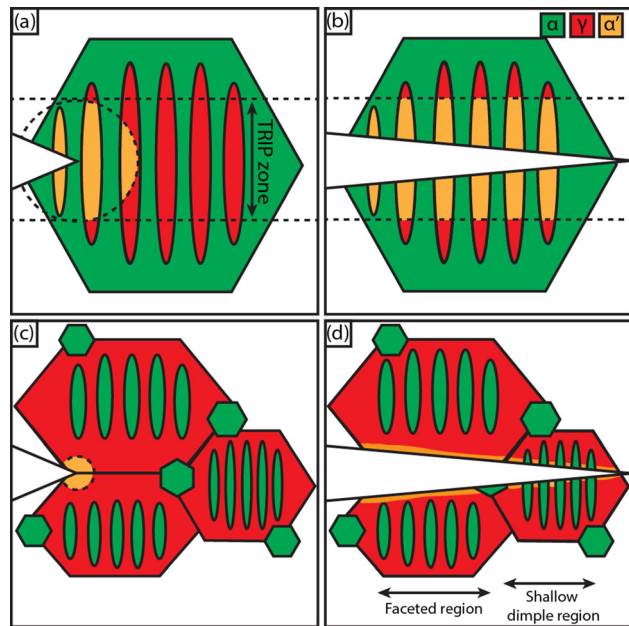 (a)
TRIP zone
(b)
α
γ
α'
(c)
(d)
Faceted region
Shallow
dimple region